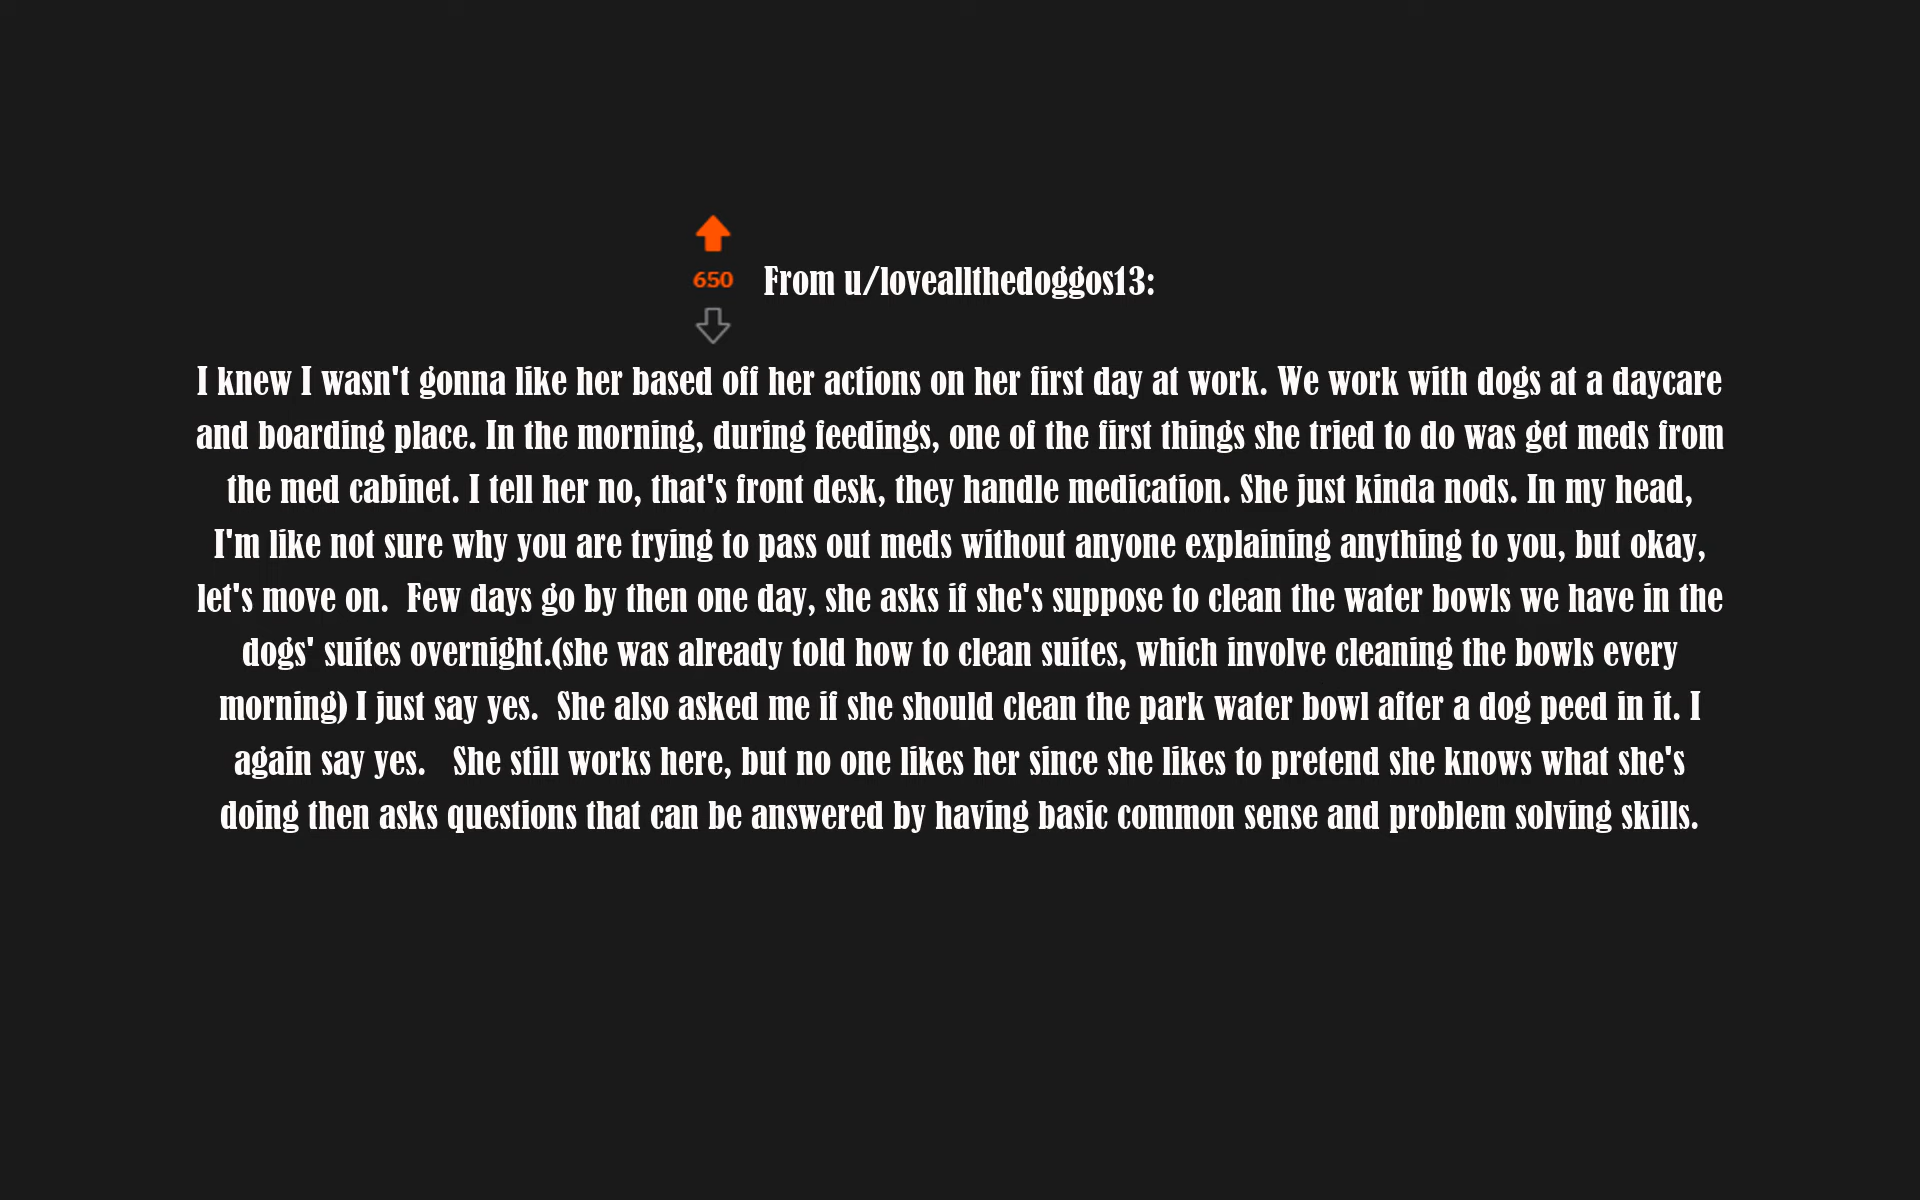 650
From u/loveallthedoggos13:
I knew I wasn't gonna like her based off her actions on her first day at work. We work with dogs at a daycare
and boarding place. In the morning, during feedings, one of the first things she tried to do was get meds from
the med cabinet. I tell her no, that's front desk, they handle medication. She just kinda nods. In my head,
I'm like not sure why you are trying to pass out meds without anyone explaining anything to you, but okay,
let's move on.  Few days go by then one day, she asks if she's suppose to clean the water bowls we have in the
dogs' suites overnight.(she was already told how to clean suites, which involve cleaning the bowls every
morning) I just say yes.  She also asked me if she should clean the park water bowl after a dog peed in it. I
again say yes.   She still works here, but no one likes her since she likes to pretend she knows what she's
doing then asks questions that can be answered by having basic common sense and problem solving skills.